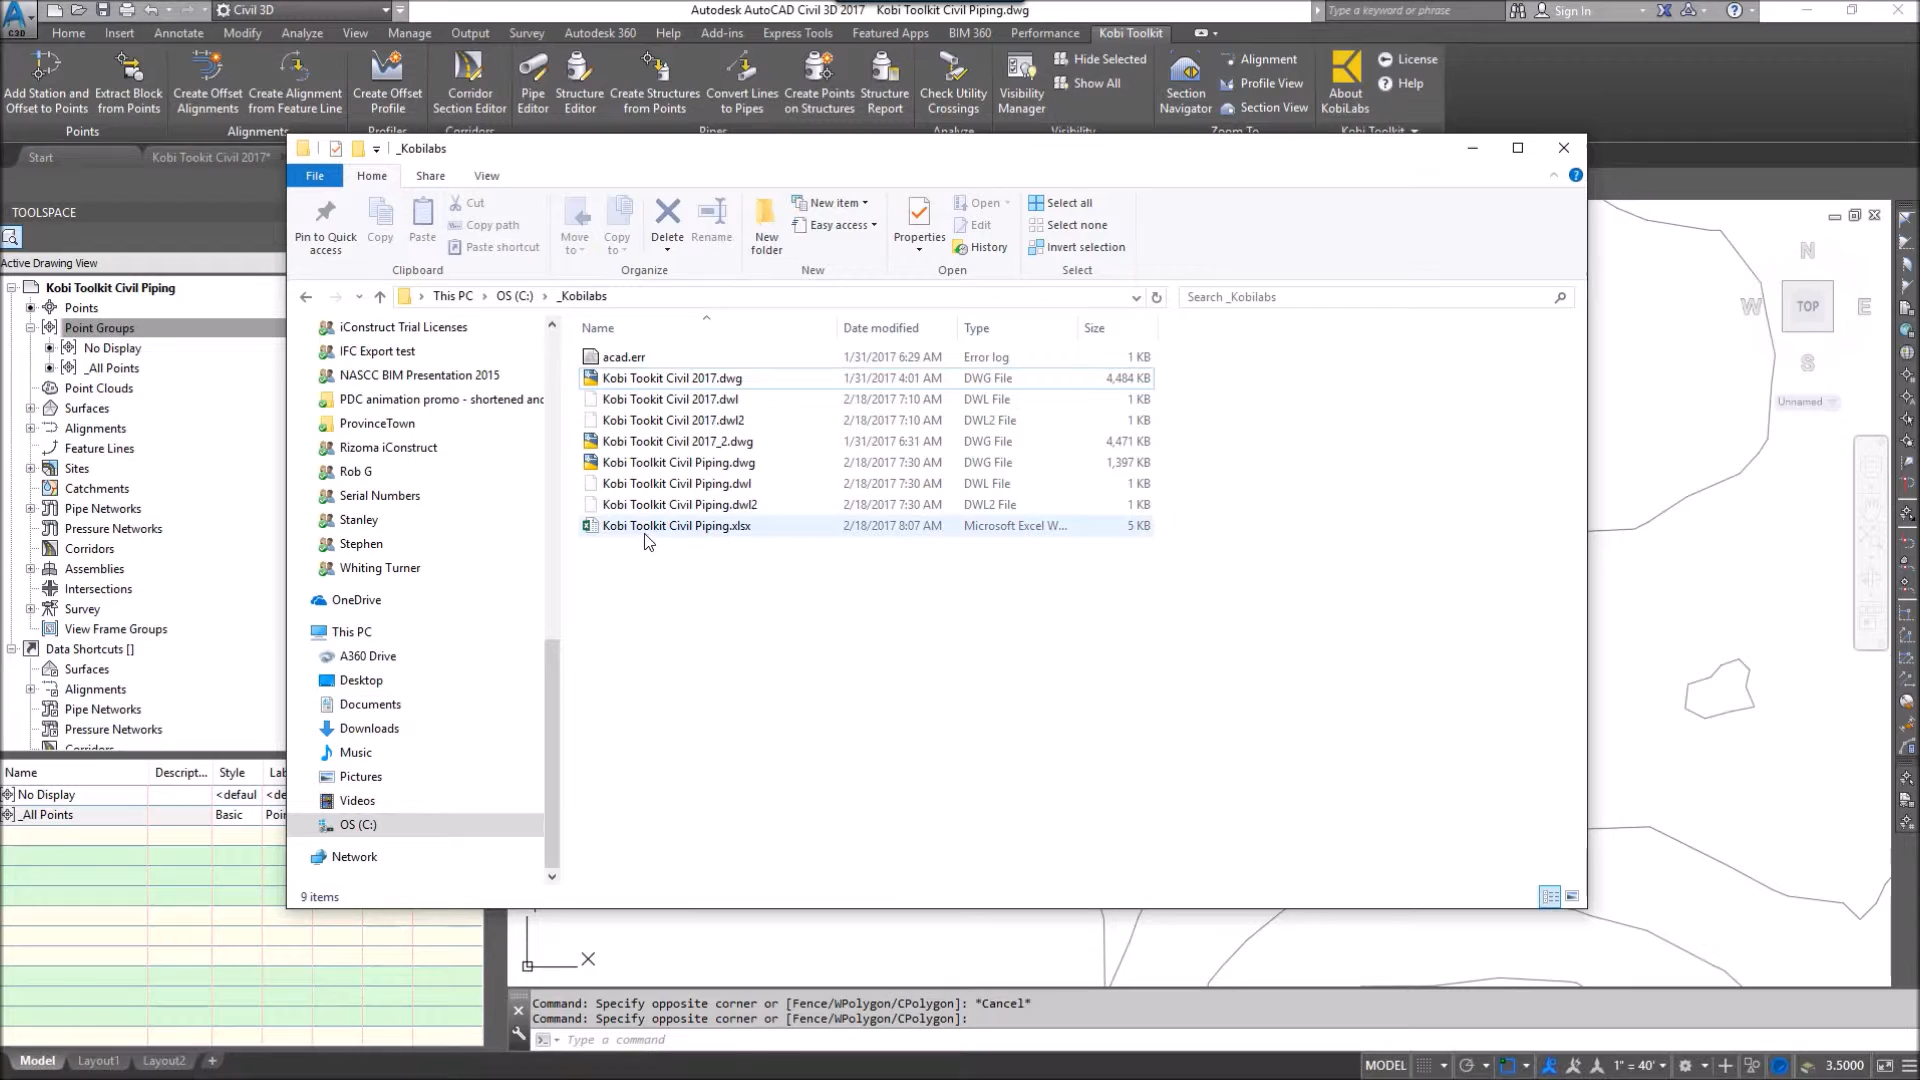 Civil 3D
Autodesk AutoCAD Civil 3D 2017 Kobi Toolkit Civil Piping.dwg
Type a keyword or phrase
Sign In
C3D
Home Insert Annotate Modify Analyze View Manage Output Survey Autodesk 360 Help Add-ins Express Tools Featured Apps BIM 360 Performance Kobi Toolkit
Add Station and
Offset to Points
Extract Block
from Points
Create Offset
Alignments
Create Alignment
from Feature Line
Create Offset
Profile
Corridor
Section Editor
Pipe
Editor
Structure
Editor
Create Structures
from Points
Convert Lines
to Pipes
Create Points
on Structures
Structure
Report
Check Utility
Crossings
Visibility
Manager
Hide Selected
Show All
Section
Navigator
Alignment
Profile View
Section View
About
KobiLabs
License
Help
Points Alignments Profiles Corridors Pipes Analyze Visibility Zoom To Kobi Toolkit
Start
Kobi Tookit Civil 2017*
_Kobilabs
File Home Share View
Pin to Quick
access
Copy
Paste
Cut
Copy path
Paste shortcut
Move
to
Copy
to
Delete
Rename
New
folder
New item
Easy access
Properties
Open
Edit
History
Select all
Select none
Invert selection
Clipboard Organize New Open Select
This PC > OS (C:) > _Kobilabs
Search _Kobilabs
TOOLSPACE
Active Drawing View
Kobi Toolkit Civil Piping
Points
Point Groups
No Display
_All Points
Point Clouds
Surfaces
Alignments
Feature Lines
Sites
Catchments
Pipe Networks
Pressure Networks
Corridors
Assemblies
Intersections
Survey
View Frame Groups
Data Shortcuts []
Surfaces
Alignments
Pipe Networks
Pressure Networks
Corridors
Name Descript... Style Lab
No Display <defaul <de
_All Points Basic Poin
iConstruct Trial Licenses
IFC Export test
NASCC BIM Presentation 2015
PDC animation promo - shortened and
ProvinceTown
Rizoma iConstruct
Rob G
Serial Numbers
Stanley
Stephen
Whiting Turner
OneDrive
This PC
A360 Drive
Desktop
Documents
Downloads
Music
Pictures
Videos
OS (C:)
Network
Name Date modified Type Size
acad.err 1/31/2017 6:29 AM Error log 1 KB
Kobi Tookit Civil 2017.dwg 1/31/2017 4:01 AM DWG File 4,484 KB
Kobi Tookit Civil 2017.dwl 2/18/2017 7:10 AM DWL File 1 KB
Kobi Tookit Civil 2017.dwl2 2/18/2017 7:10 AM DWL2 File 1 KB
Kobi Tookit Civil 2017_2.dwg 1/31/2017 6:31 AM DWG File 4,471 KB
Kobi Toolkit Civil Piping.dwg 2/18/2017 7:30 AM DWG File 1,397 KB
Kobi Toolkit Civil Piping.dwl 2/18/2017 7:30 AM DWL File 1 KB
Kobi Toolkit Civil Piping.dwl2 2/18/2017 7:30 AM DWL2 File 1 KB
Kobi Toolkit Civil Piping.xlsx 2/18/2017 8:07 AM Microsoft Excel W... 5 KB
9 items
N
W TOP E
S
Unnamed
X
Command: Specify opposite corner or [Fence/WPolygon/CPolygon]: *Cancel*
Command: Specify opposite corner or [Fence/WPolygon/CPolygon]:
Type a command
Model Layout1 Layout2 +
MODEL
1" = 40'
3.5000